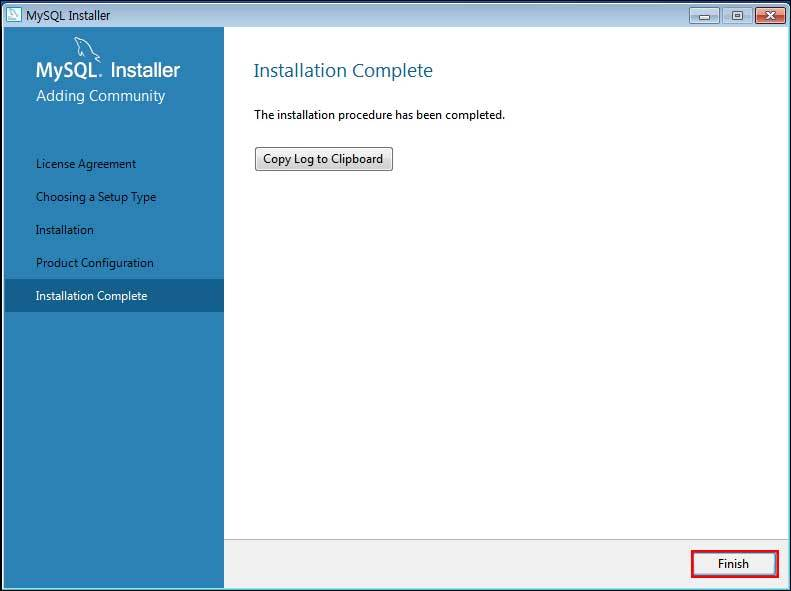 MySQL Installer
MySQL. Installer
Adding Community
License Agreement
Choosing a Setup Type
Installation
Product Configuration
Installation Complete
Installation Complete
The installation procedure has been completed.
Copy Log to Clipboard
Finish